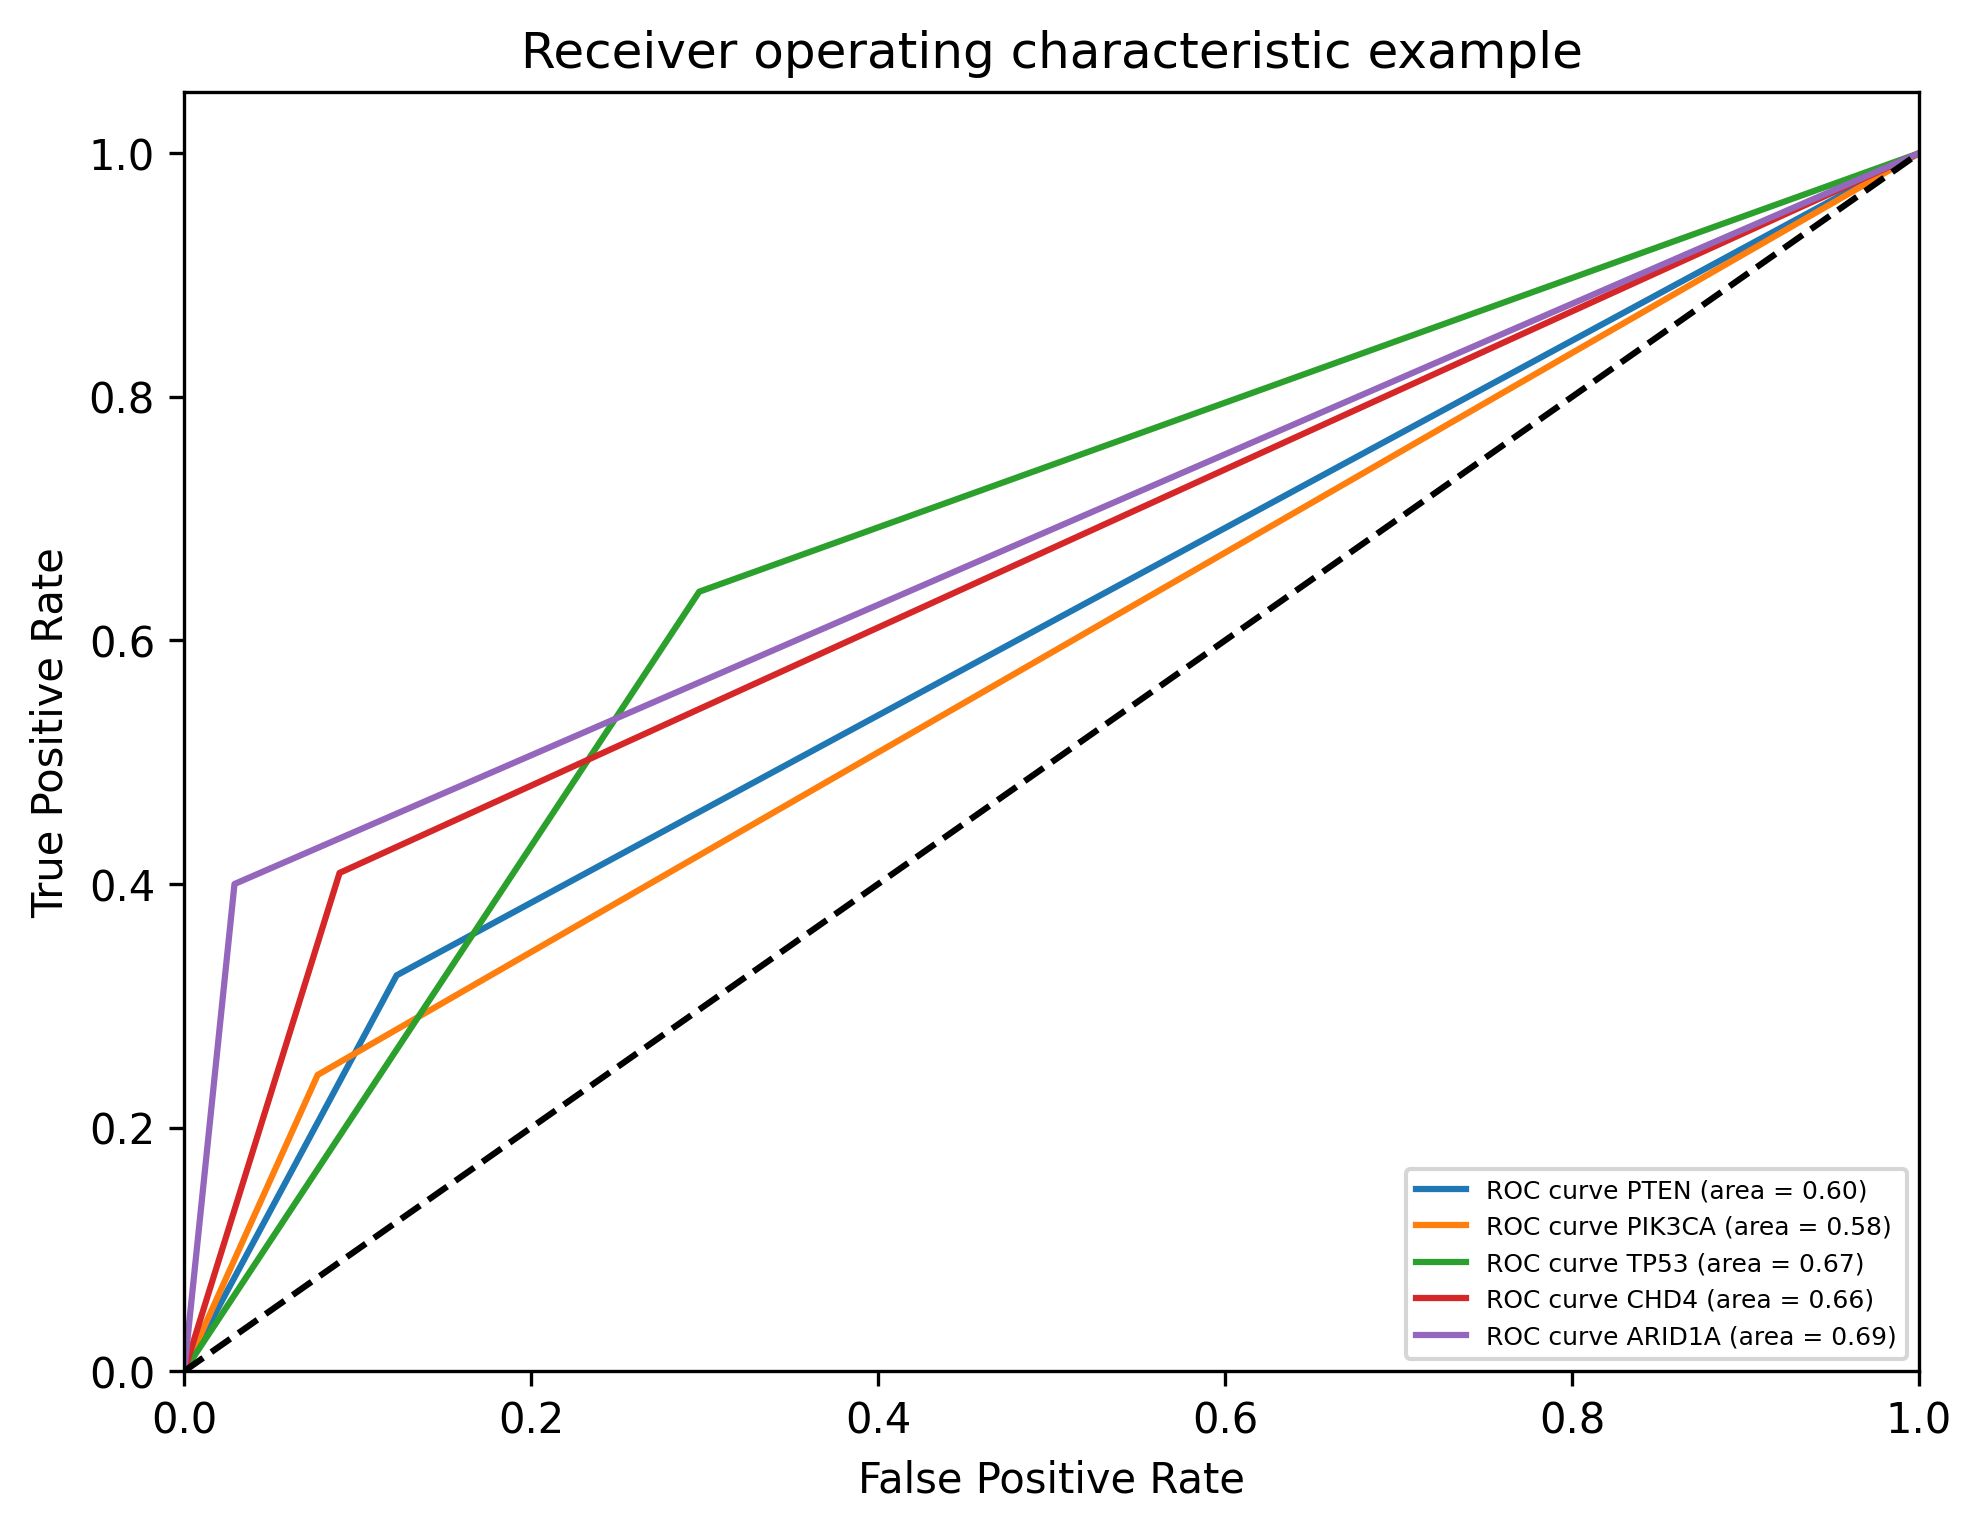 Receiver operating characteristic example
True Positive Rate
1.0
0.8
0.6
0.4
0.2
0.0
ROC curve PTEN (area = 0.60)
ROC curve PIK3CA (area = 0.58)
ROC curve TP53 (area = 0.67)
ROC curve CHD4 (area = 0.66)
ROC curve ARID1A (area = 0.69)
0.0 0.2 0.4 0.6 0.8 1.0
False Positive Rate